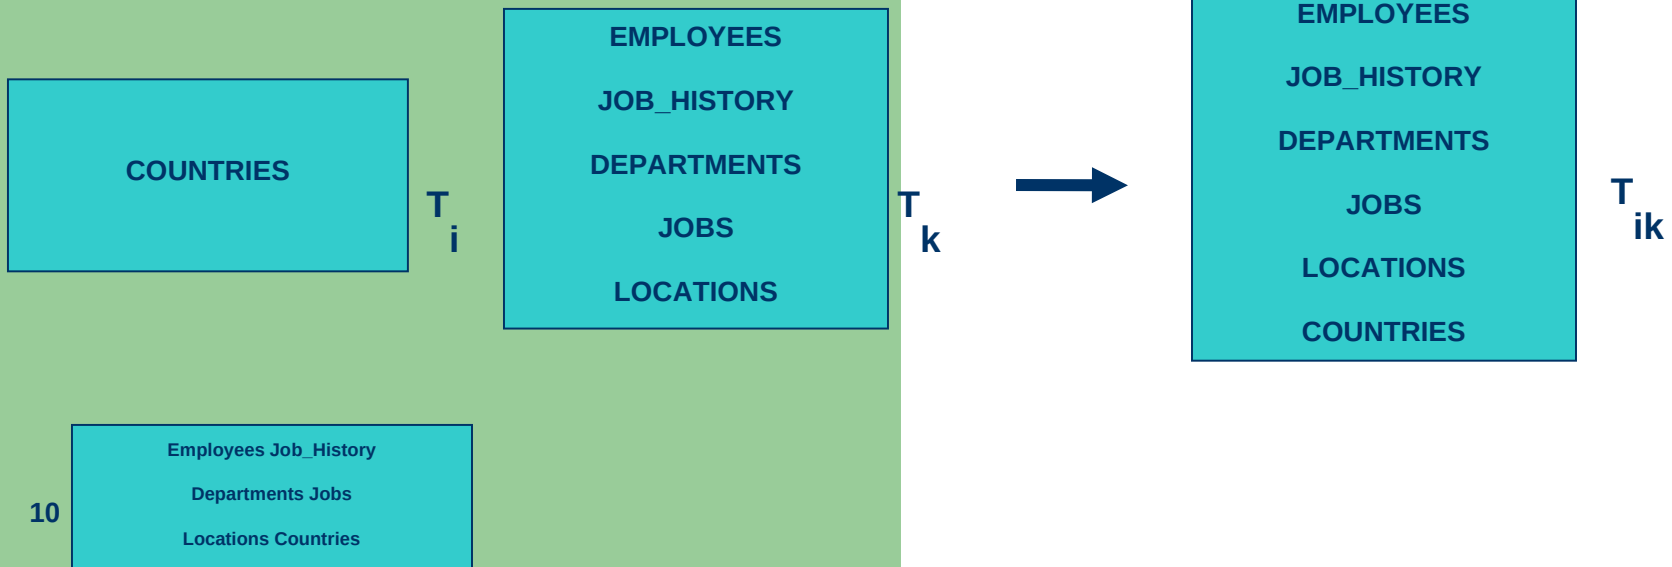 COUNTRIES
T
i
EMPLOYEES
JOB_HISTORY
DEPARTMENTS
JOBS
LOCATIONS
T
k
EMPLOYEES
JOB_HISTORY
DEPARTMENTS
JOBS
LOCATIONS
COUNTRIES
T
ik
10
Employees Job_History
Departments Jobs
Locations Countries